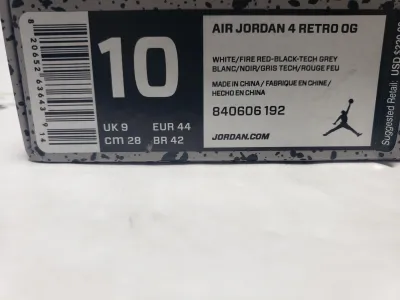 AIR JORDAN 4 RETRO OG
WHITE/FIRE RED-BLACK-TECH GREY
BLANC/NOIR/GRIS TECH/ROUGE FEU
MADE IN CHINA / FABRIQUE EN CHINE /
HECHO EN CHINA
840606 192
JORDAN.COM
10
UK 9 EUR 44
CM 28 BR 42
Suggested Retail: USD